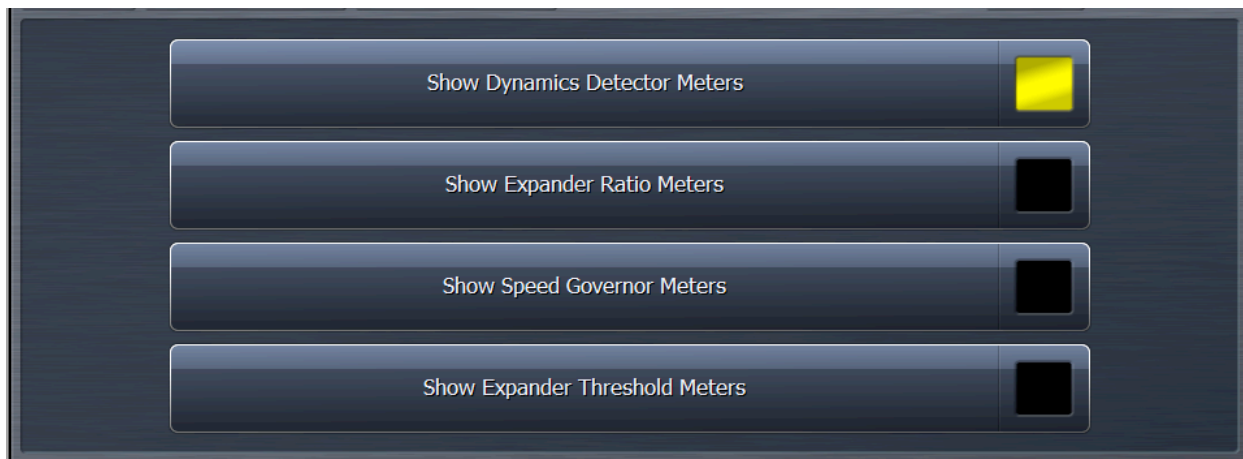 Show Dynamics Detector Meters
Show Expander Ratio Meters
Show Speed Governor Meters
Show Expander Threshold Meters